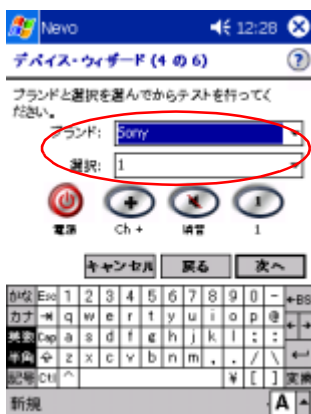 Nevo 12:28
デバイス・ウィザード (4 の 6)
ブランドと選択を選んでからテストを行ってく
ださい。
ブランド: Sony
選択: 1
電源 Ch + 消音 1
キャンセル 戻る 次へ
かな Esc 1 2 3 4 5 6 7 8 9 0 - ←BS
カナ q w e r t y u i o p @
英数 Cap a s d f g h j k l ; :
半角 z x c v b n m , . / \
記号 Ctl ^ ¥ [ ] 変換
新規 A